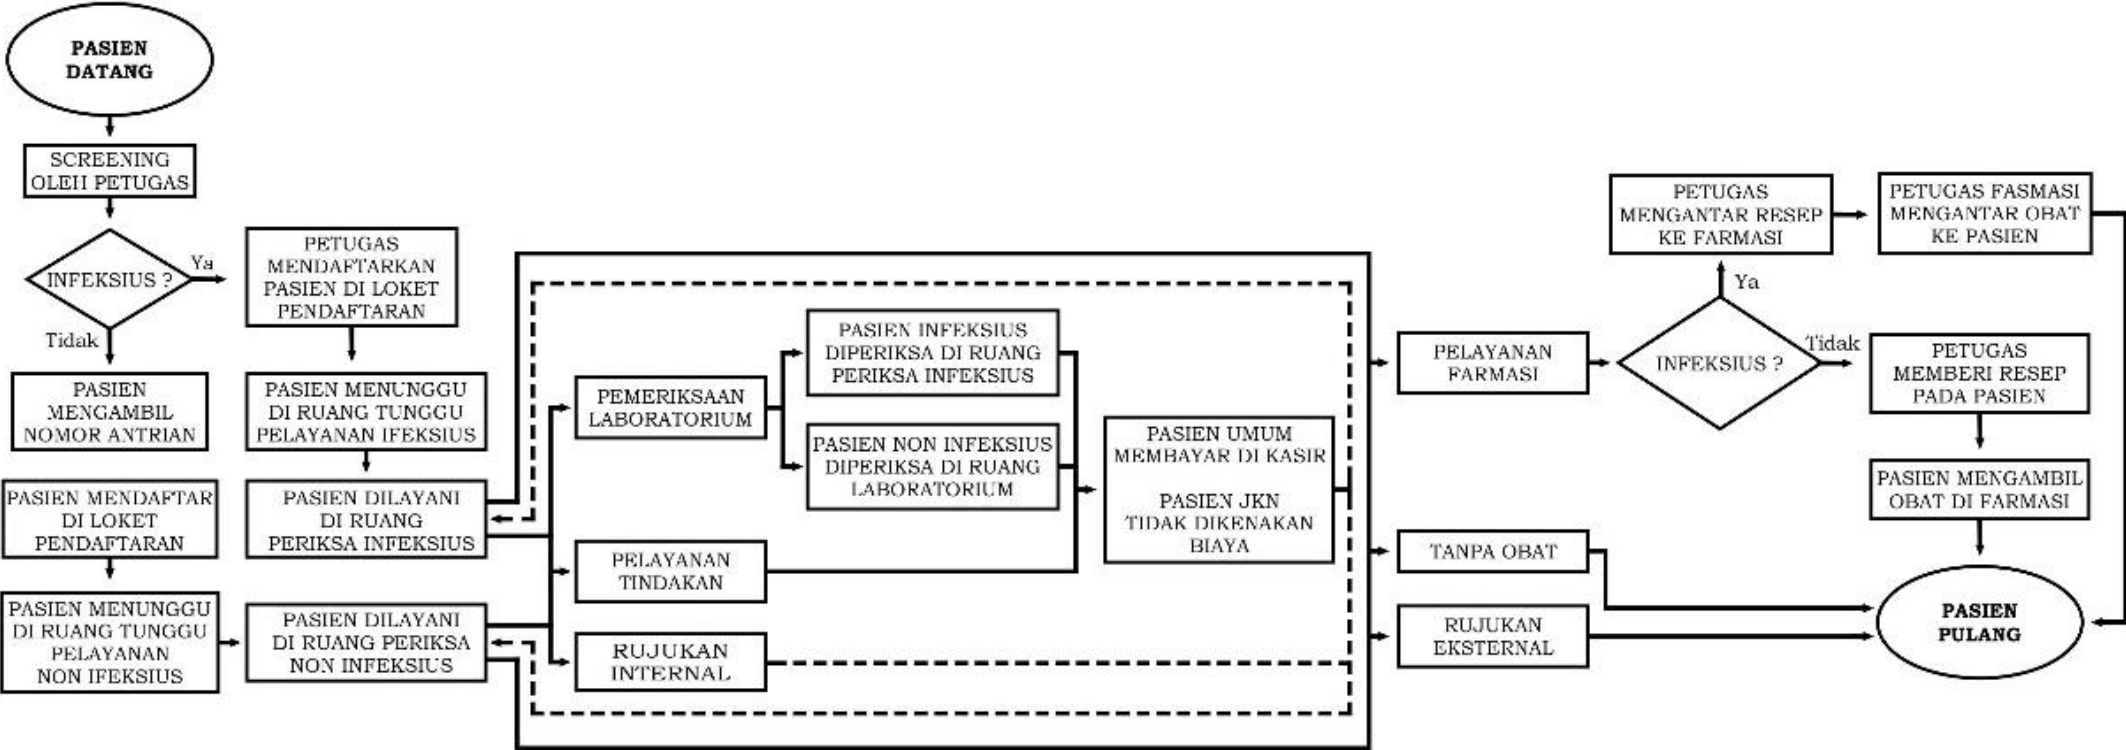 PASIEN
DATANG
SCREENING
OLEH PETUGAS
INFEKSIUS ?
Ya
Tidak
PASIEN
MENGAMBIL
NOMOR ANTRIAN
PASIEN MENDAFTAR
DI LOKET
PENDAFTARAN
PASIEN MENUNGGU
DI RUANG TUNGGU
PELAYANAN
NON IFEKSIUS
PETUGAS
MENDAFTARKAN
PASIEN DI LOKET
PENDAFTARAN
PASIEN MENUNGGU
DI RUANG TUNGGU
PELAYANAN IFEKSIUS
PASIEN DILAYANI
DI RUANG
PERIKSA INFEKSIUS
PASIEN DILAYANI
DI RUANG PERIKSA
NON INFEKSIUS
PEMERIKSAAN
LABORATORIUM
PELAYANAN
TINDAKAN
RUJUKAN
INTERNAL
PASIEN INFEKSIUS
DIPERIKSA DI RUANG
PERIKSA INFEKSIUS
PASIEN NON INFEKSIUS
DIPERIKSA DI RUANG
LABORATORIUM
PASIEN UMUM
MEMBAYAR DI KASIR
PASIEN JKN
TIDAK DIKENAKAN
BIAYA
PELAYANAN
FARMASI
TANPA OBAT
RUJUKAN
EKSTERNAL
INFEKSIUS ?
Ya
Tidak
PETUGAS
MENGANTAR RESEP
KE FARMASI
PETUGAS FASMASI
MENGANTAR OBAT
KE PASIEN
PETUGAS
MEMBERI RESEP
PADA PASIEN
PASIEN MENGAMBIL
OBAT DI FARMASI
PASIEN
PULANG